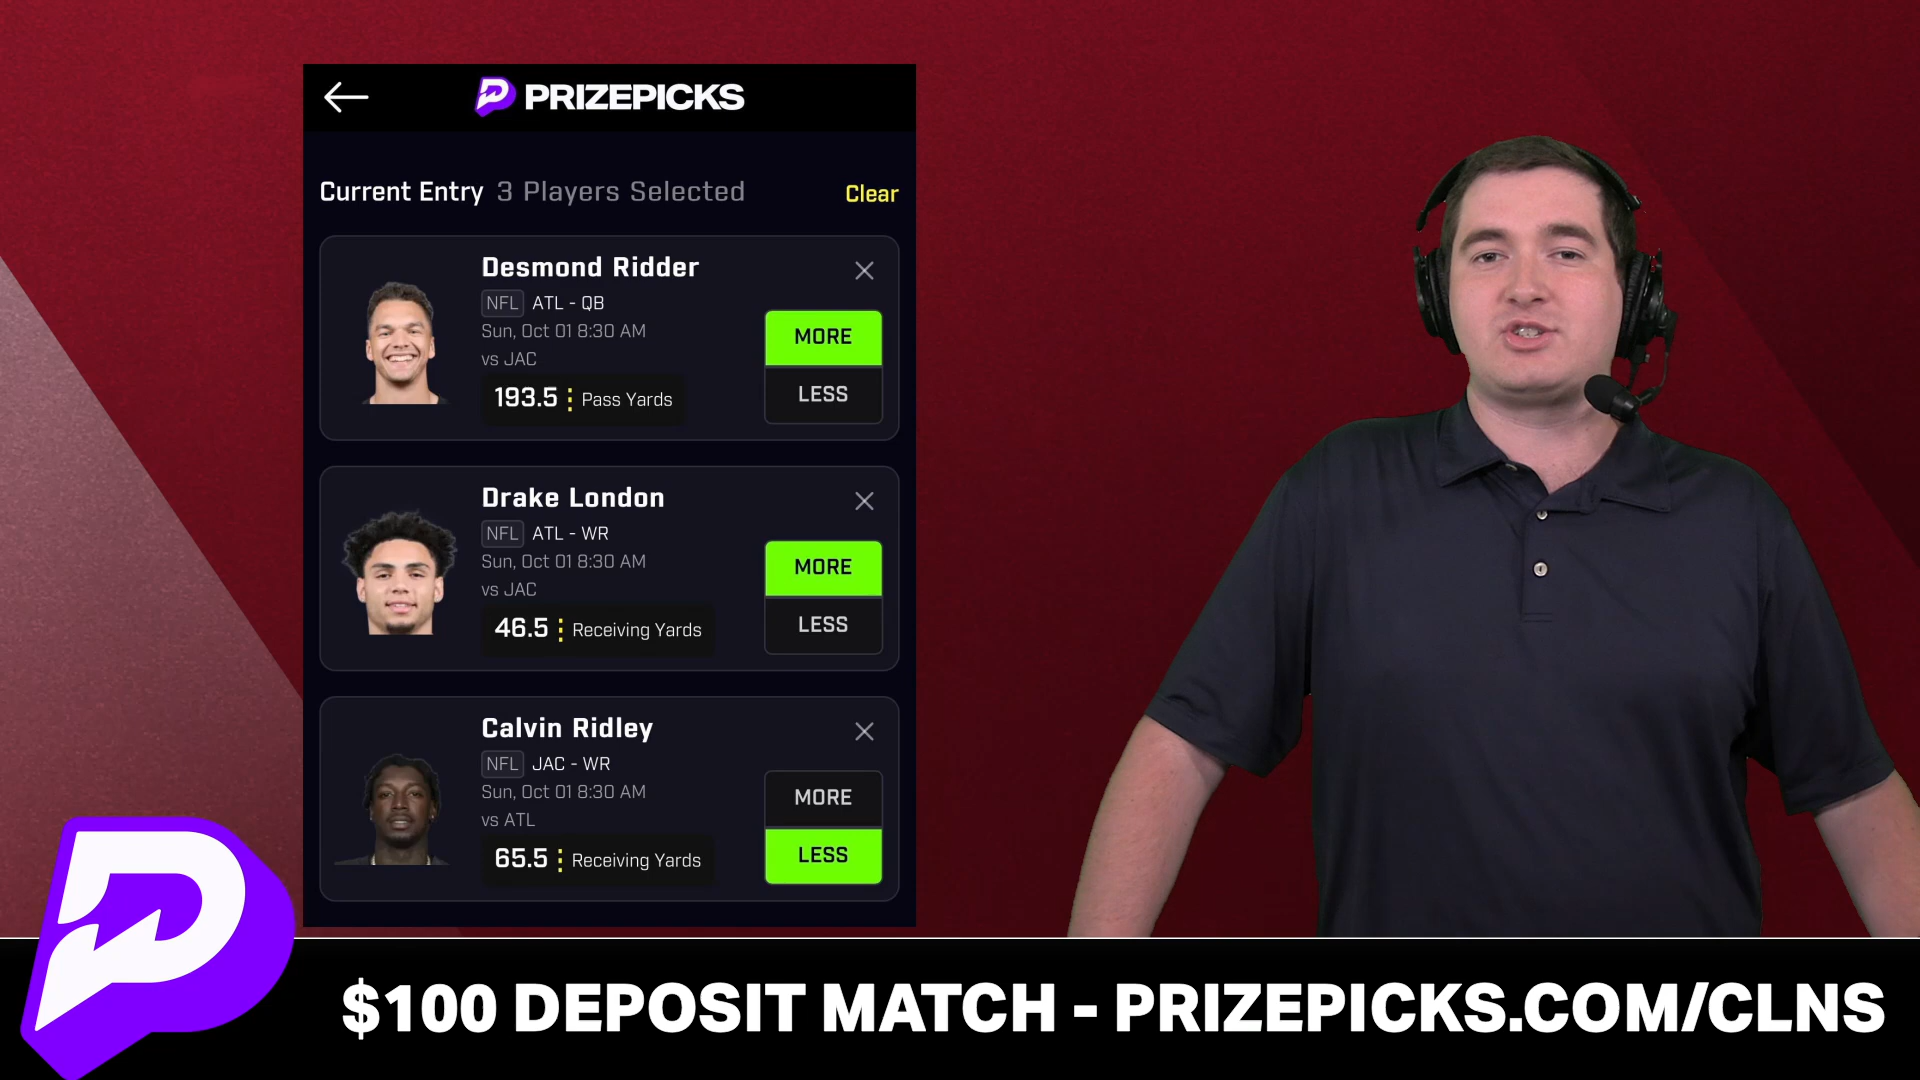 PRIZEPICKS
Current Entry 3 Players Selected Clear
Desmond Ridder
NFL ATL - QB
Sun, Oct 01 8:30 AM
vs JAC
193.5 Pass Yards
MORE
LESS
Drake London
NFL ATL - WR
Sun, Oct 01 8:30 AM
vs JAC
46.5 Receiving Yards
MORE
LESS
Calvin Ridley
NFL JAC - WR
Sun, Oct 01 8:30 AM
vs ATL
65.5 Receiving Yards
MORE
LESS
$100 DEPOSIT MATCH - PRIZEPICKS.COM/CLNS